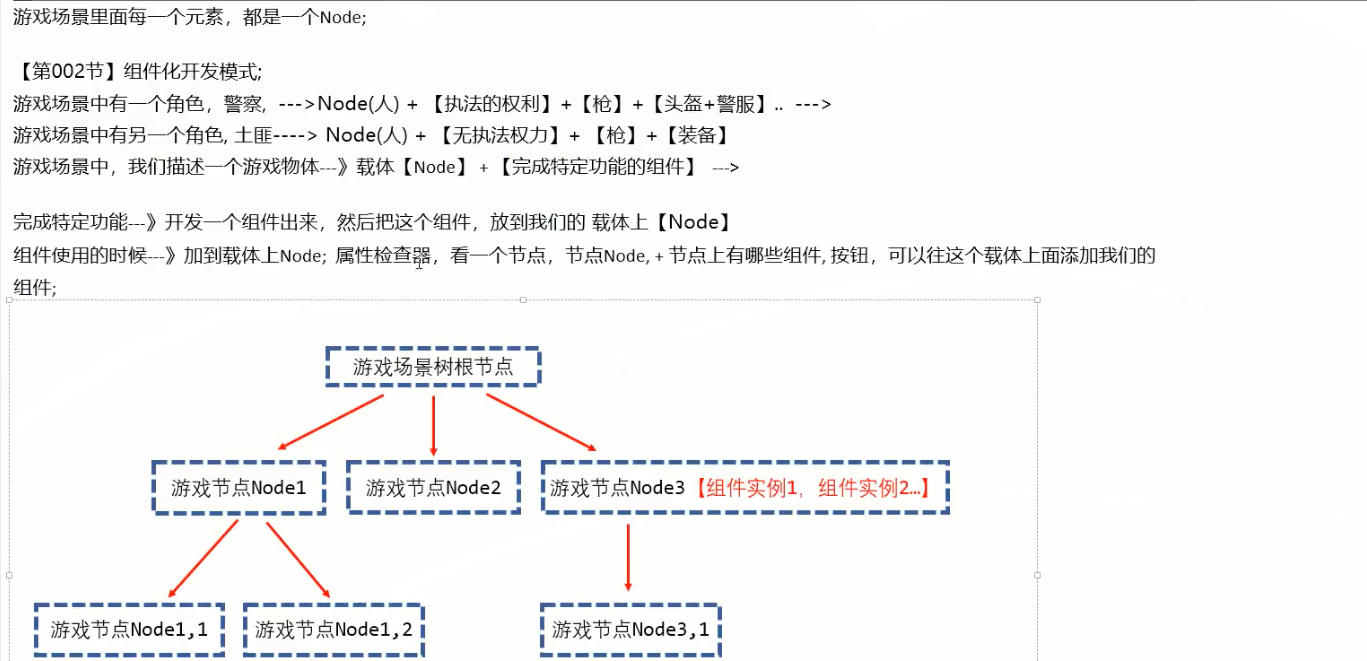 游戏场景里面每一个元素，都是一个Node;
【第002节】组件化开发模式;
游戏场景中有一个角色，警察, --->Node(人) + 【执法的权利】+【枪】+【头盔+警服】.. --->
游戏场景中有另一个角色, 土匪----> Node(人) + 【无执法权力】+ 【枪】+【装备】
游戏场景中，我们描述一个游戏物体---》载体【Node】+【完成特定功能的组件】 --->
完成特定功能---》开发一个组件出来，然后把这个组件，放到我们的 载体上【Node】
组件使用的时候---》加到载体上Node; 属性检查器，看一个节点，节点Node, + 节点上有哪些组件, 按钮，可以往这个载体上面添加我们的
组件;
游戏场景树根节点
游戏节点Node1
游戏节点Node2
游戏节点Node3【组件实例1, 组件实例2…】
游戏节点Node1,1
游戏节点Node1,2
游戏节点Node3,1